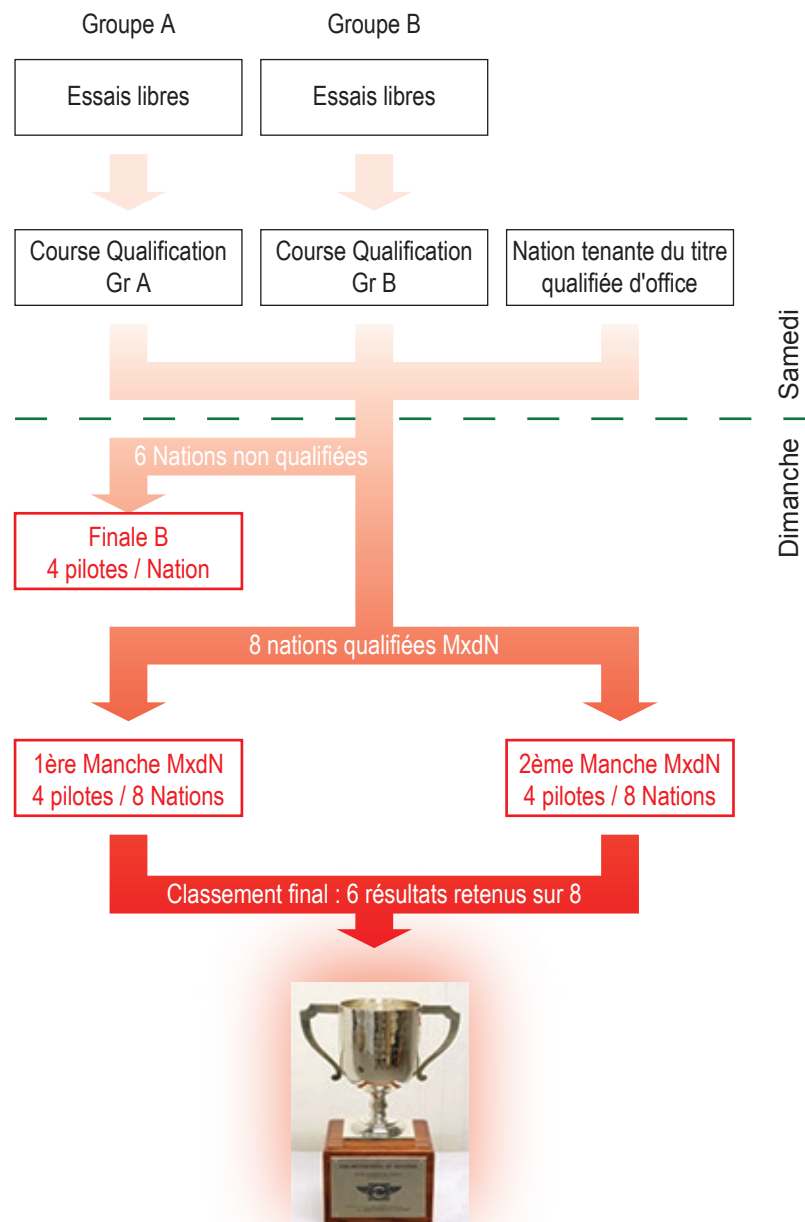 Groupe A
Groupe B
Essais libres
Essais libres
Course Qualification
Gr A
Course Qualification
Gr B
Nation tenante du titre
qualifiée d'office
Samedi
Dimanche
6 Nations non qualifiées
Finale B
4 pilotes / Nation
8 nations qualifiées MxdN
1ère Manche MxdN
4 pilotes / 8 Nations
2ème Manche MxdN
4 pilotes / 8 Nations
Classement final : 6 résultats retenus sur 8